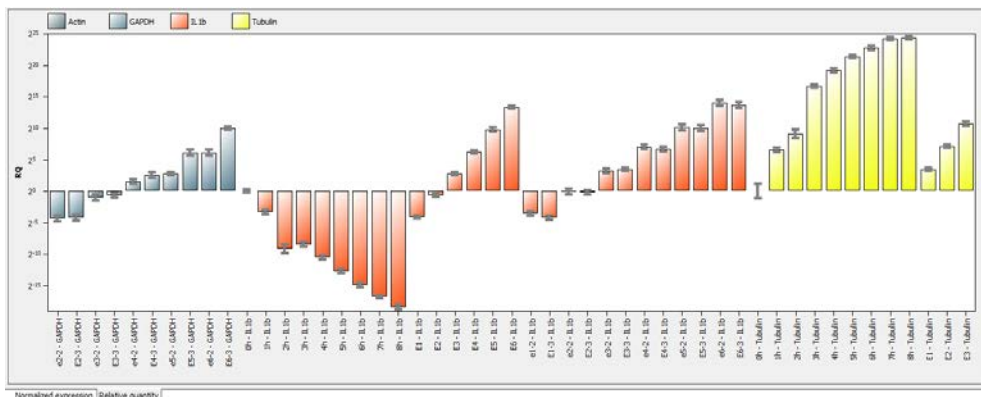 Actin GAPDH IL1b Tubulin
2^25
2^20
2^15
2^10
2^5
2^0
2^-5
2^-10
2^-15
RQ
e2-2 - GAPDH
E2-3 - GAPDH
e3-2 - GAPDH
E3-3 - GAPDH
e4-2 - GAPDH
E4-3 - GAPDH
e5-2 - GAPDH
E5-3 - GAPDH
e6-2 - GAPDH
E6-3 - GAPDH
0h - IL1b
1h - IL1b
2h - IL1b
3h - IL1b
4h - IL1b
5h - IL1b
6h - IL1b
7h - IL1b
8h - IL1b
E1 - IL1b
E2 - IL1b
E3 - IL1b
E4 - IL1b
E5 - IL1b
E6 - IL1b
e1-2 - IL1b
E1-3 - IL1b
e2-2 - IL1b
E2-3 - IL1b
e3-2 - IL1b
E3-3 - IL1b
e4-2 - IL1b
E4-3 - IL1b
e5-2 - IL1b
E5-3 - IL1b
e6-2 - IL1b
E6-3 - IL1b
0h - Tubulin
1h - Tubulin
2h - Tubulin
3h - Tubulin
4h - Tubulin
5h - Tubulin
6h - Tubulin
7h - Tubulin
8h - Tubulin
E1 - Tubulin
E2 - Tubulin
E3 - Tubulin
Normalized expression Relative quantity